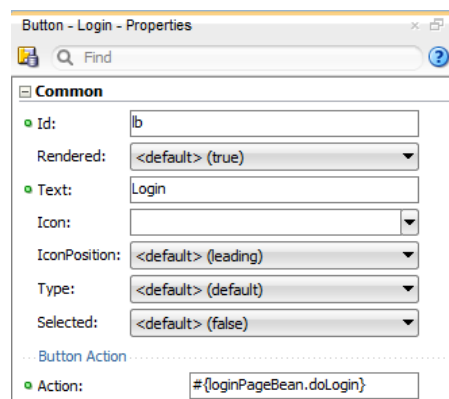 Button - Login - Properties
Find
Common
Id: lb
Rendered: <default> (true)
Text: Login
Icon:
IconPosition: <default> (leading)
Type: <default> (default)
Selected: <default> (false)
Button Action
Action: #{loginPageBean.doLogin}